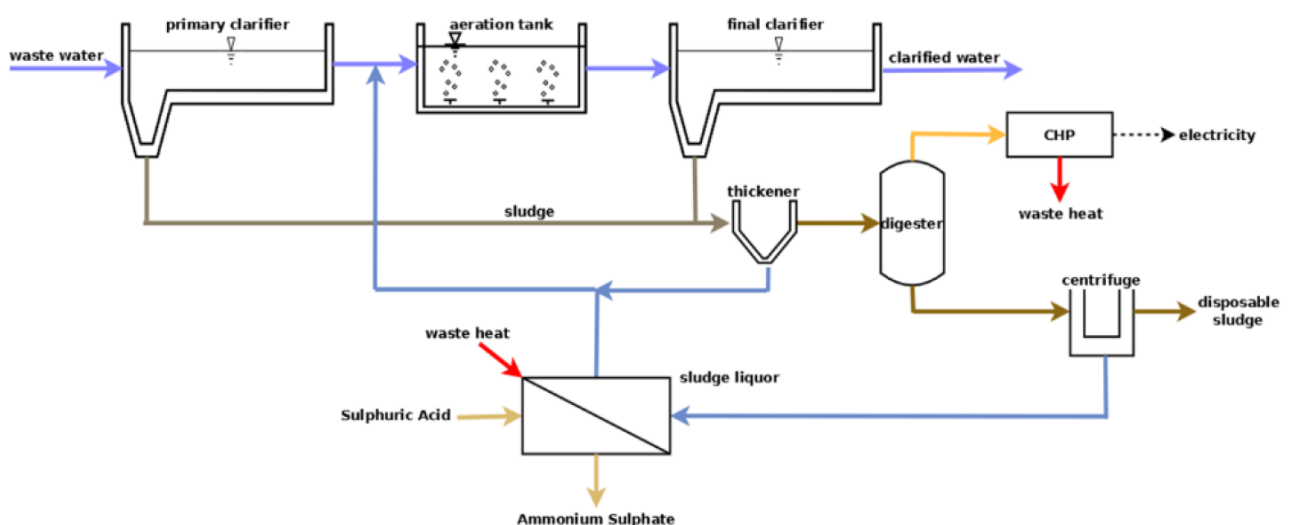 primary clarifier
aeration tank
final clarifier
waste water
clarified water
CHP
electricity
waste heat
thickener
sludge
digester
centrifuge
disposable
sludge
waste heat
sludge liquor
Sulphuric Acid
Ammonium Sulphate